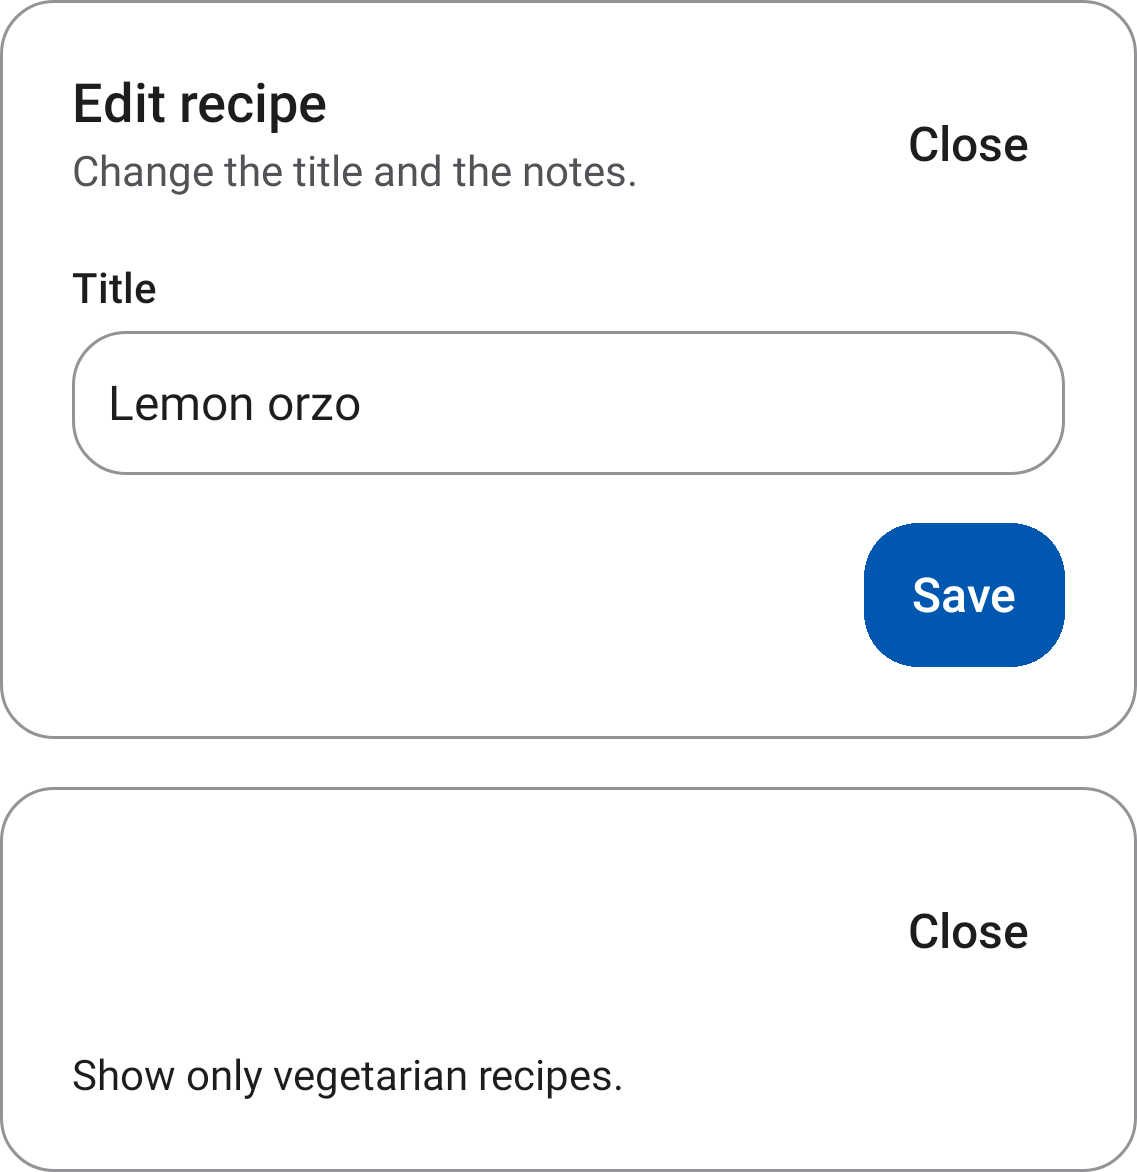 Edit recipe
Change the title and the notes.
Close
Title
Lemon orzo
Save
Close
Show only vegetarian recipes.